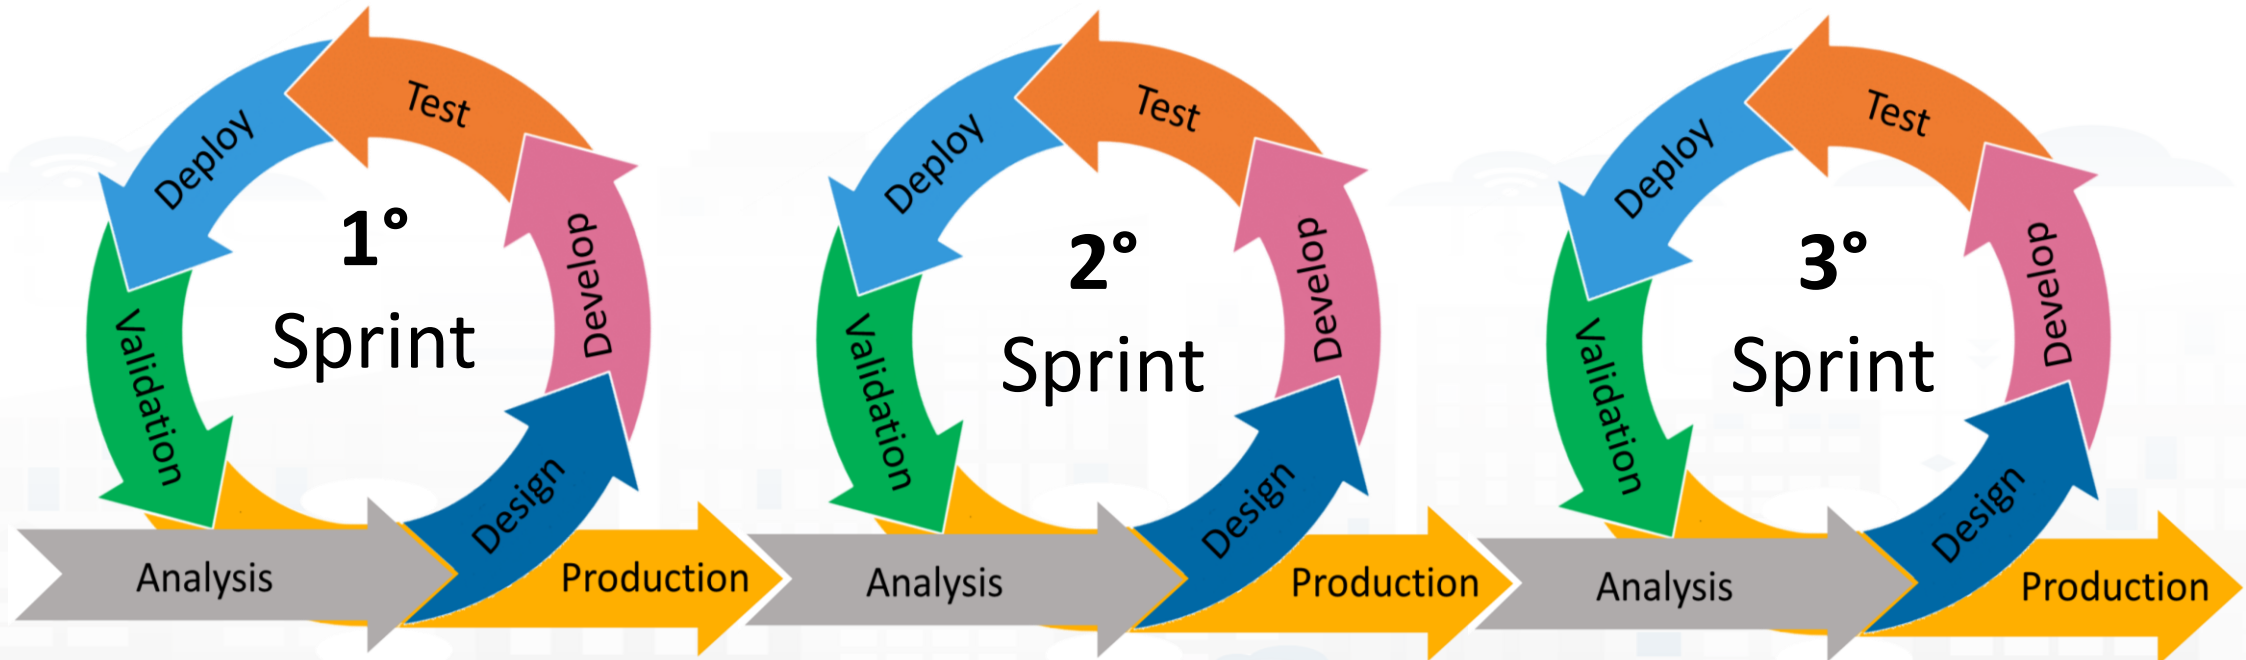 Test
Deploy
1°
Sprint
Develop
Validation
Design
Analysis
Production
Test
Deploy
2°
Sprint
Develop
Validation
Design
Analysis
Production
Test
Deploy
3°
Sprint
Develop
Validation
Design
Analysis
Production